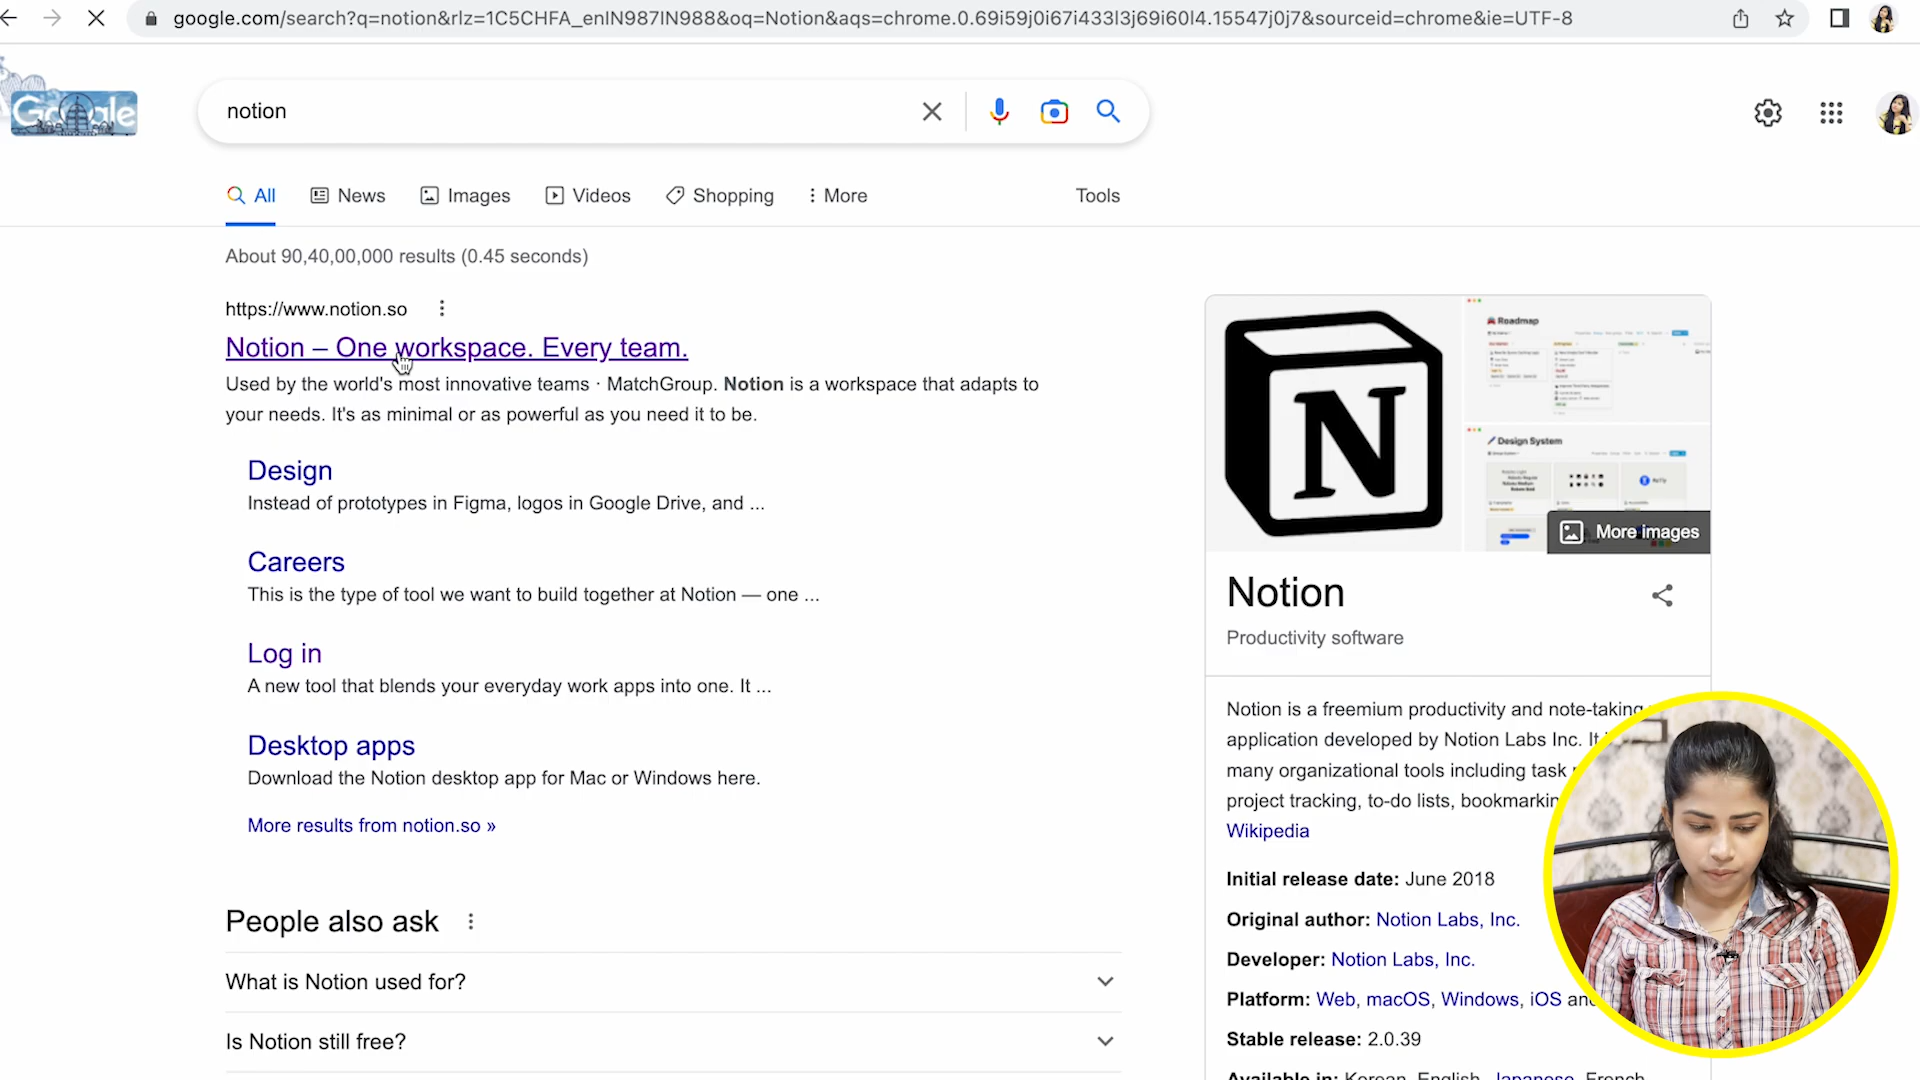 google.com/search?q=notion&rlz=1C5CHFA_enIN987IN988&oq=Notion&aqs=chrome.0.69i59j0i67i433l3j69i60l4.15547j0j7&sourceid=chrome&ie=UTF-8
Google
notion
All
News
Images
Videos
Shopping
More
Tools
About 90,40,00,000 results (0.45 seconds)
https://www.notion.so
Notion – One workspace. Every team.
Used by the world's most innovative teams · MatchGroup. Notion is a workspace that adapts to
your needs. It's as minimal or as powerful as you need it to be.
Design
Instead of prototypes in Figma, logos in Google Drive, and ...
Careers
This is the type of tool we want to build together at Notion — one ...
Log in
A new tool that blends your everyday work apps into one. It ...
Desktop apps
Download the Notion desktop app for Mac or Windows here.
More results from notion.so »
People also ask
What is Notion used for?
Is Notion still free?
N
Roadmap
Design System
More images
Notion
Productivity software
Notion is a freemium productivity and note-taking
application developed by Notion Labs Inc. It
many organizational tools including task
project tracking, to-do lists, bookmarkin
Wikipedia
Initial release date: June 2018
Original author: Notion Labs, Inc.
Developer: Notion Labs, Inc.
Platform: Web, macOS, Windows, iOS an
Stable release: 2.0.39
Available in: Korean, English, Japanese, French